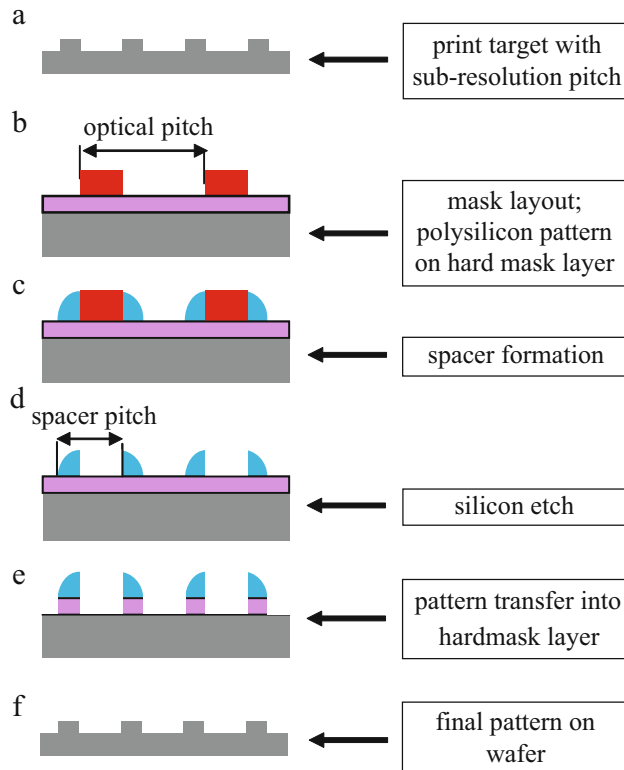 a
print target with
sub-resolution pitch
b
optical pitch
mask layout;
polysilicon pattern
on hard mask layer
c
spacer formation
d
spacer pitch
silicon etch
e
pattern transfer into
hardmask layer
f
final pattern on
wafer